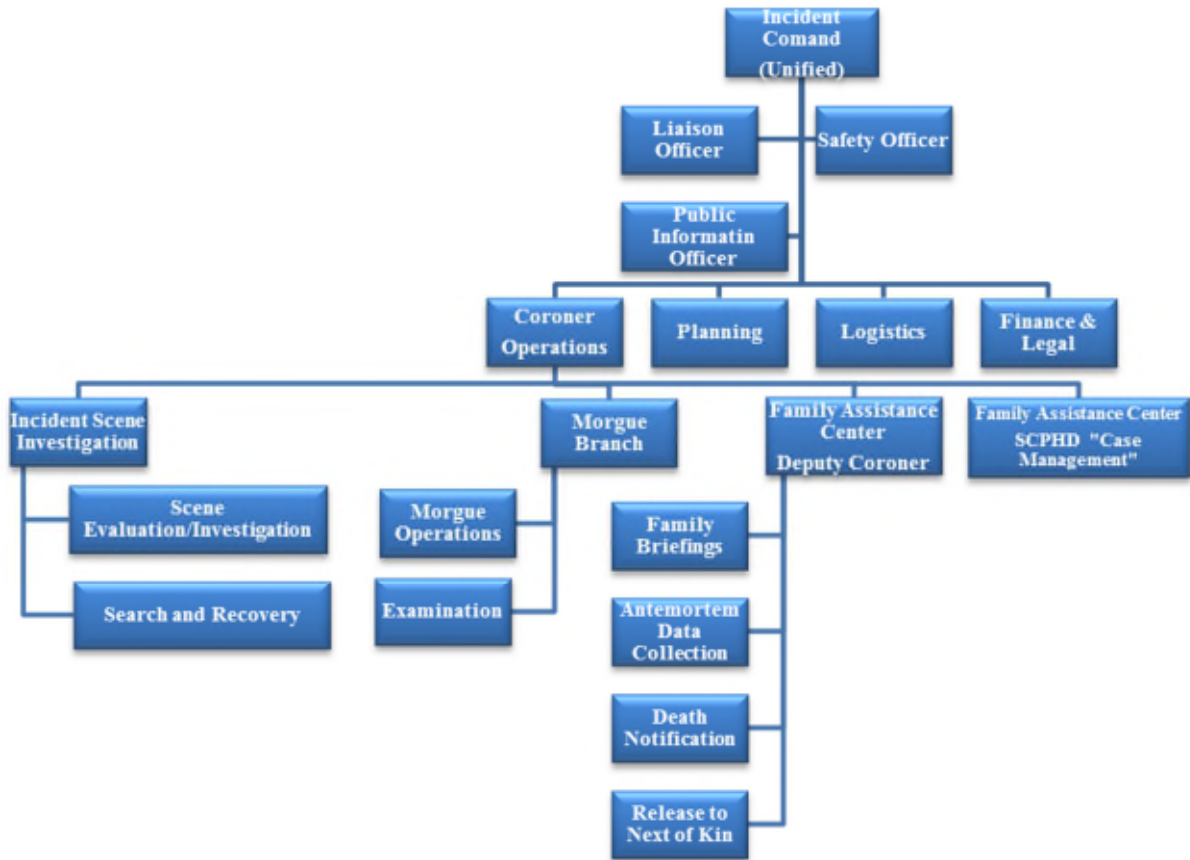 Incident
Comand
(Unified)
Liaison
Officer
Safety Officer
Public
Informatin
Officer
Coroner
Operations
Planning
Logistics
Finance &
Legal
Incident Scene
Investigation
Morgue
Branch
Family Assistance
Center
Deputy Coroner
Family Assistance Center
SCPHD "Case
Management"
Scene
Evaluation/Investigation
Search and Recovery
Morgue
Operations
Examination
Family
Briefings
Antemortem
Data
Collection
Death
Notification
Release to
Next of Kin